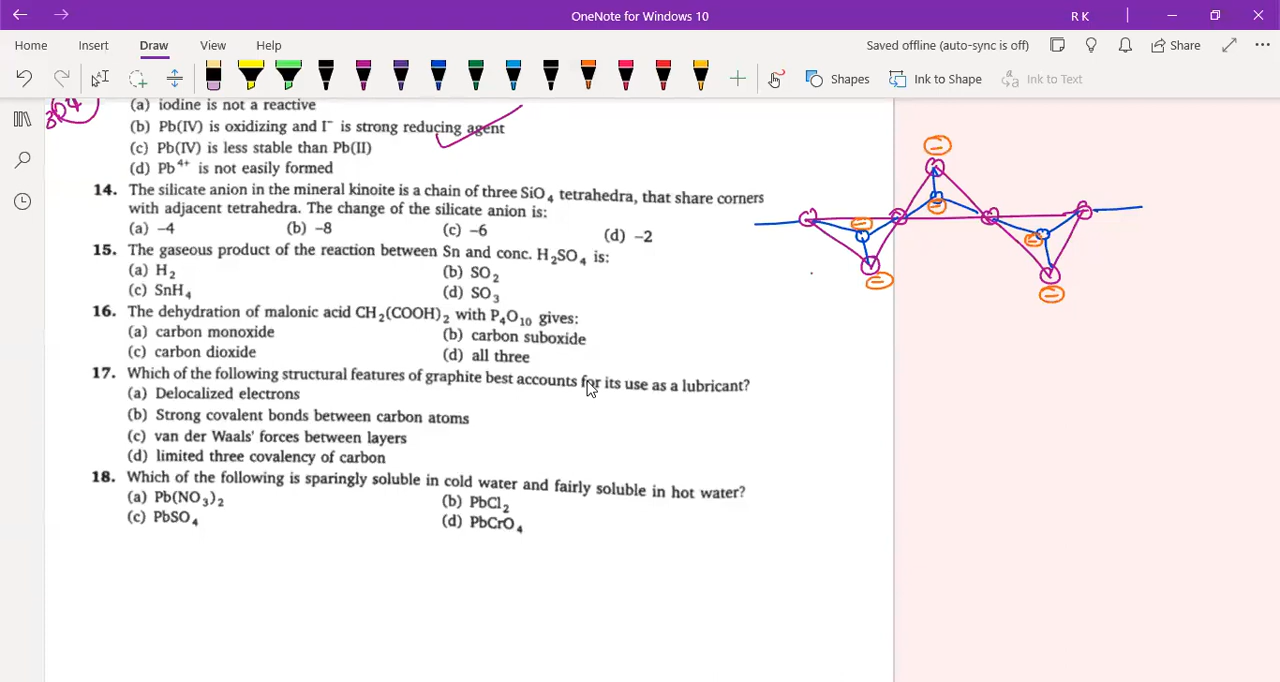 OneNote for Windows 10
R K
Home Insert Draw View Help
Saved offline (auto-sync is off)
Share
Shapes
Ink to Shape
Ink to Text
(a) iodine is not a reactive
(b) Pb(IV) is oxidizing and I⁻ is strong reducing agent
(c) Pb(IV) is less stable than Pb(II)
(d) Pb⁴⁺ is not easily formed
14. The silicate anion in the mineral kinoite is a chain of three SiO₄ tetrahedra, that share corners
with adjacent tetrahedra. The change of the silicate anion is:
(a) –4 (b) –8 (c) –6 (d) –2
15. The gaseous product of the reaction between Sn and conc. H₂SO₄ is:
(a) H₂ (b) SO₂
(c) SnH₄ (d) SO₃
16. The dehydration of malonic acid CH₂(COOH)₂ with P₄O₁₀ gives:
(a) carbon monoxide (b) carbon suboxide
(c) carbon dioxide (d) all three
17. Which of the following structural features of graphite best accounts for its use as a lubricant?
(a) Delocalized electrons
(b) Strong covalent bonds between carbon atoms
(c) van der Waals' forces between layers
(d) limited three covalency of carbon
18. Which of the following is sparingly soluble in cold water and fairly soluble in hot water?
(a) Pb(NO₃)₂ (b) PbCl₂
(c) PbSO₄ (d) PbCrO₄